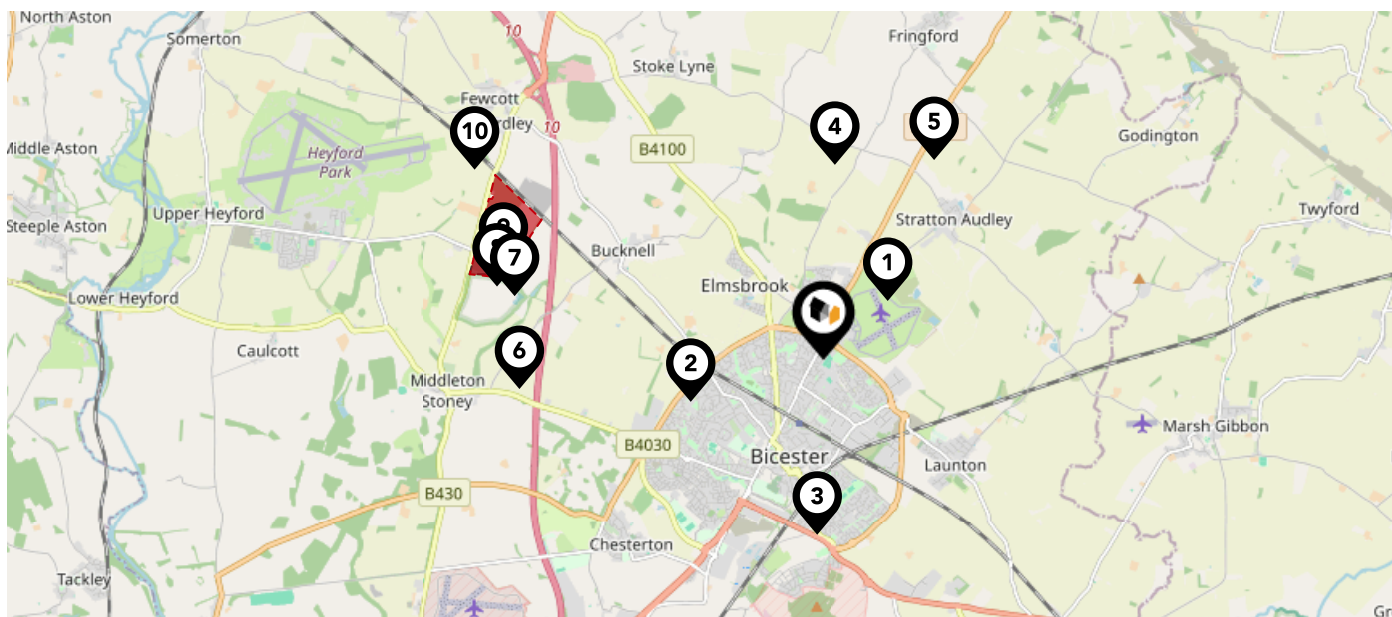 North Aston
Somerton
10
Fringford
Stoke Lyne
Fewcott
10
rdley
10
4
5
Godington
Middle Aston
Heyford
Park
B4100
Upper Heyford
Steeple Aston
Stratton Audley
Twyford
7
Bucknell
1
Lower Heyford
Elmsbrook
Caulcott
6
2
Middleton
Stoney
B4030
Bicester
Marsh Gibbon
Launton
B430
3
Chesterton
Tackley